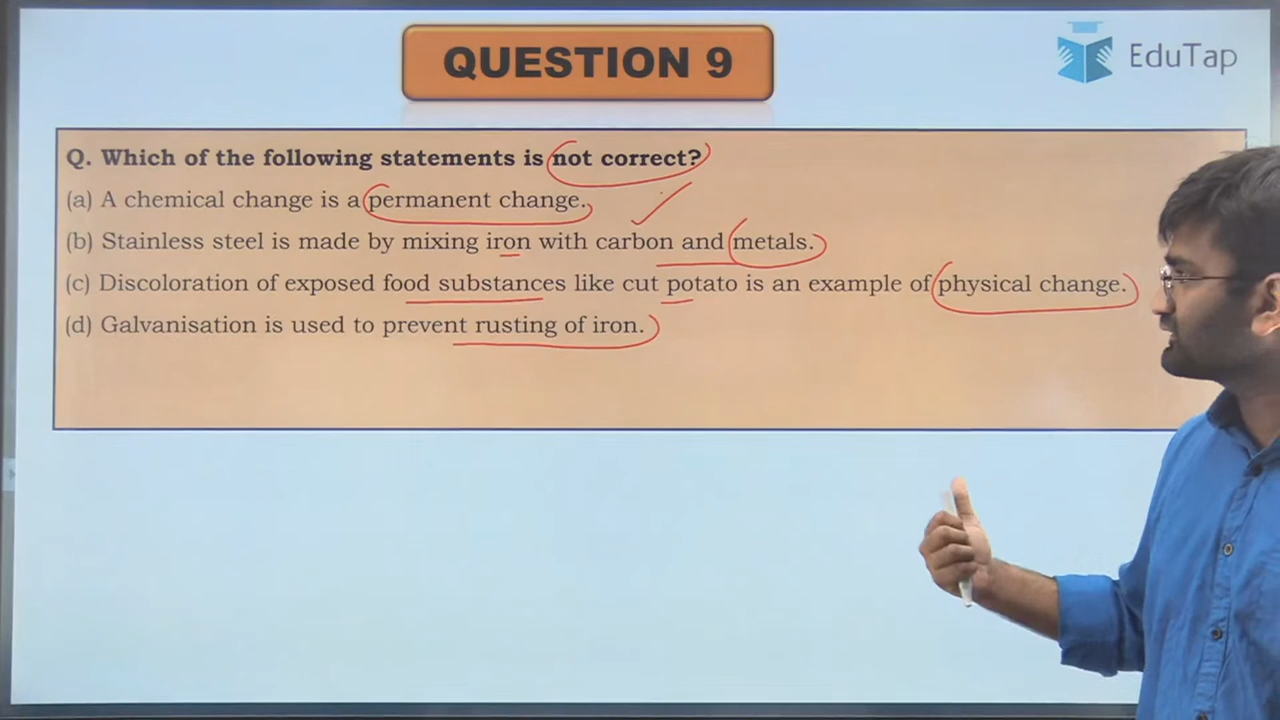 QUESTION 9
EduTap
Q. Which of the following statements is not correct?
(a) A chemical change is a permanent change.
(b) Stainless steel is made by mixing iron with carbon and metals.
(c) Discoloration of exposed food substances like cut potato is an example of physical change.
(d) Galvanisation is used to prevent rusting of iron.